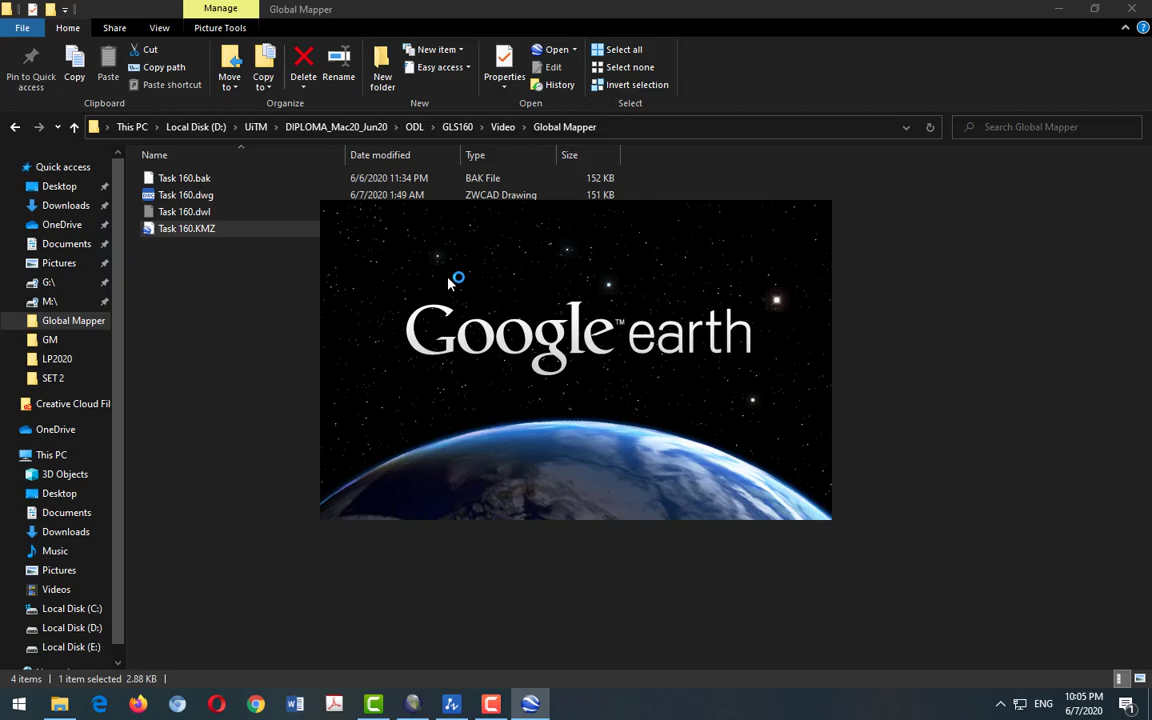 Manage
Global Mapper
File
Home
Share
View
Picture Tools
Pin to Quick access
Copy
Paste
Cut
Copy path
Paste shortcut
Clipboard
Move to
Copy to
Delete
Rename
Organize
New folder
New item
Easy access
New
Properties
Open
Edit
History
Open
Select all
Select none
Invert selection
Select
This PC > Local Disk (D:) > UiTM > DIPLOMA_Mac20_Jun20 > ODL > GLS160 > Video > Global Mapper
Search Global Mapper
Name Date modified Type Size
Task 160.bak 6/6/2020 11:34 PM BAK File 152 KB
Task 160.dwg 6/7/2020 1:49 AM ZWCAD Drawing 151 KB
Task 160.dwl
Task 160.KMZ
Quick access
Desktop
Downloads
OneDrive
Documents
Pictures
G:\
M:\
Global Mapper
GM
LP2020
SET 2
Creative Cloud Fil
OneDrive
This PC
3D Objects
Desktop
Documents
Downloads
Music
Pictures
Videos
Local Disk (C:)
Local Disk (D:)
Local Disk (E:)
Google™ earth
4 items 1 item selected 2.88 KB
ENG
10:05 PM
6/7/2020
1